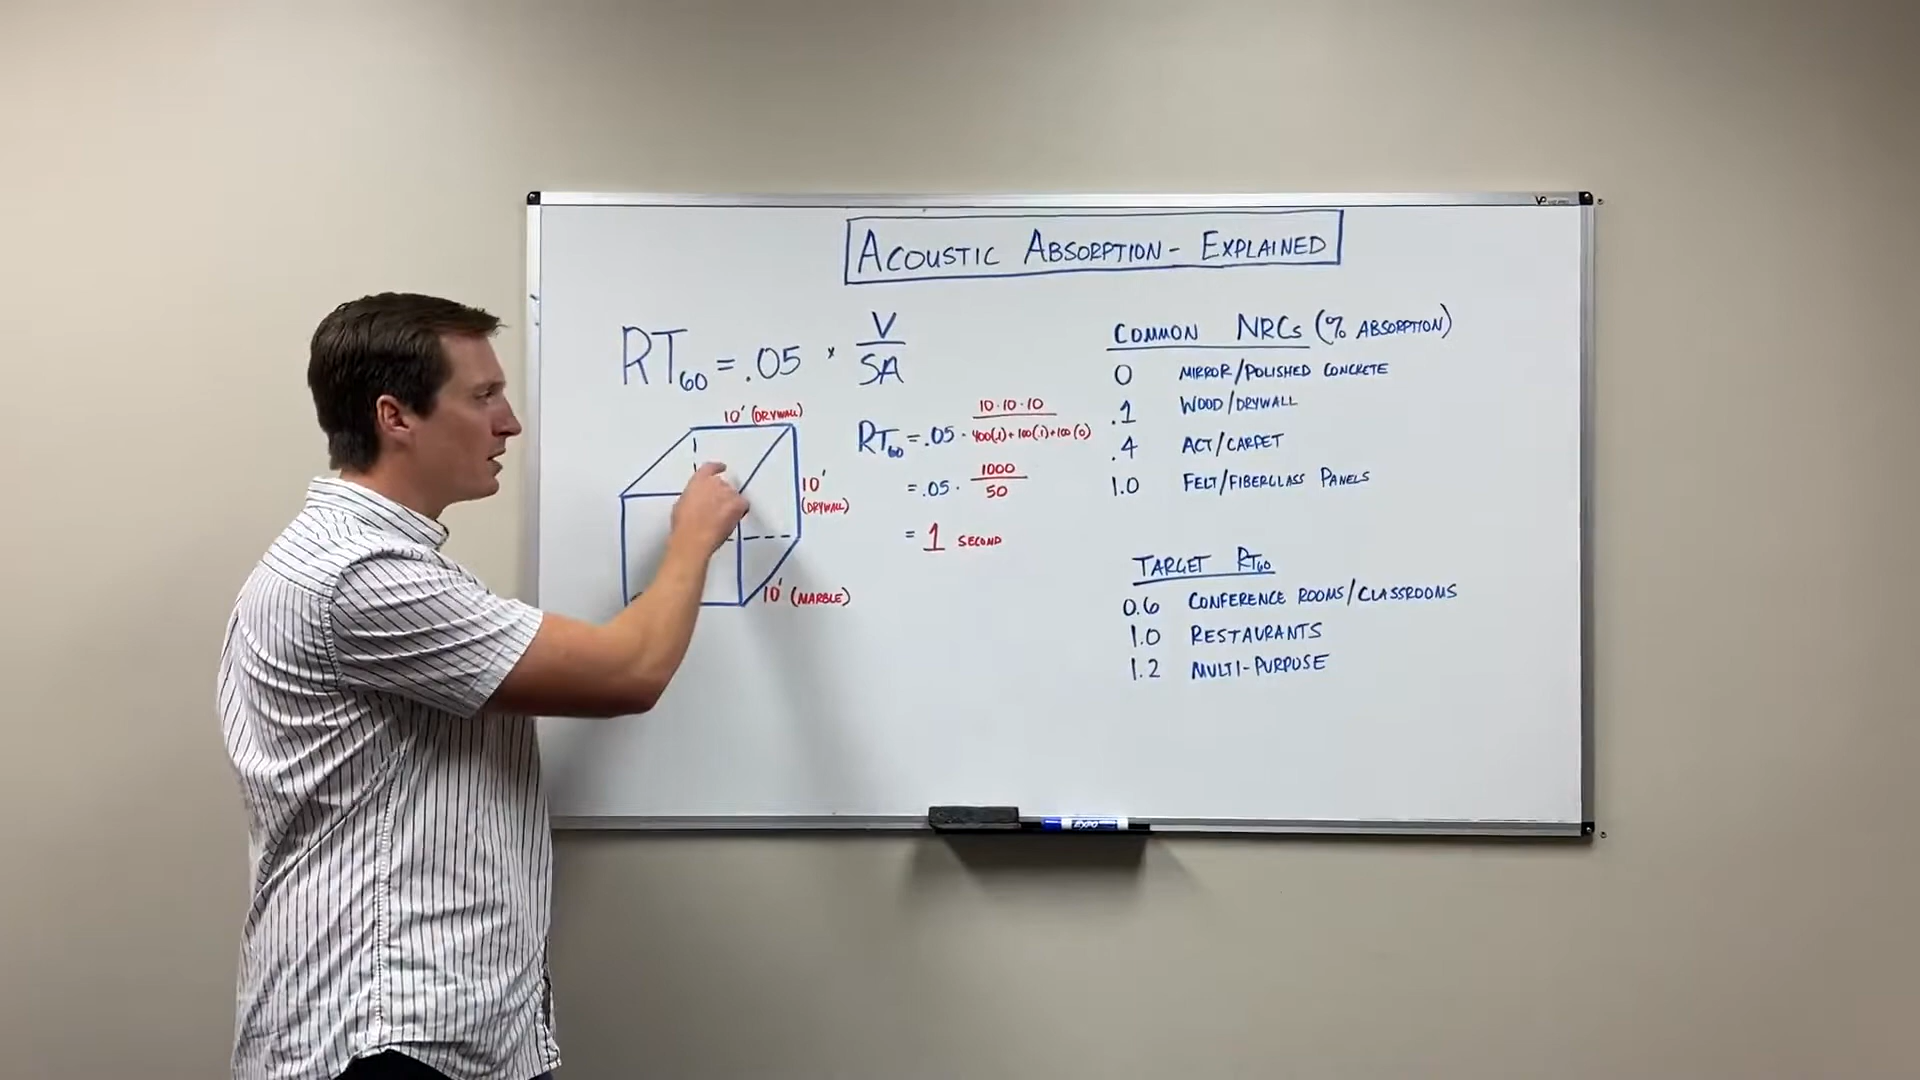 ACOUSTIC ABSORPTION - EXPLAINED
RT60 = .05 × V/SA
10' (DRYWALL)
10' (DRYWALL)
10' (MARBLE)
RT60 = .05 · 10·10·10 / 400(.1)+100(.1)+100(0)
= .05 · 1000/50
= 1 SECOND
COMMON NRCs (% ABSORPTION)
0 MIRROR/POLISHED CONCRETE
.1 WOOD/DRYWALL
.4 ACT/CARPET
1.0 FELT/FIBERGLASS PANELS
TARGET RT60
0.6 CONFERENCE ROOMS/CLASSROOMS
1.0 RESTAURANTS
1.2 MULTI-PURPOSE
EXPO